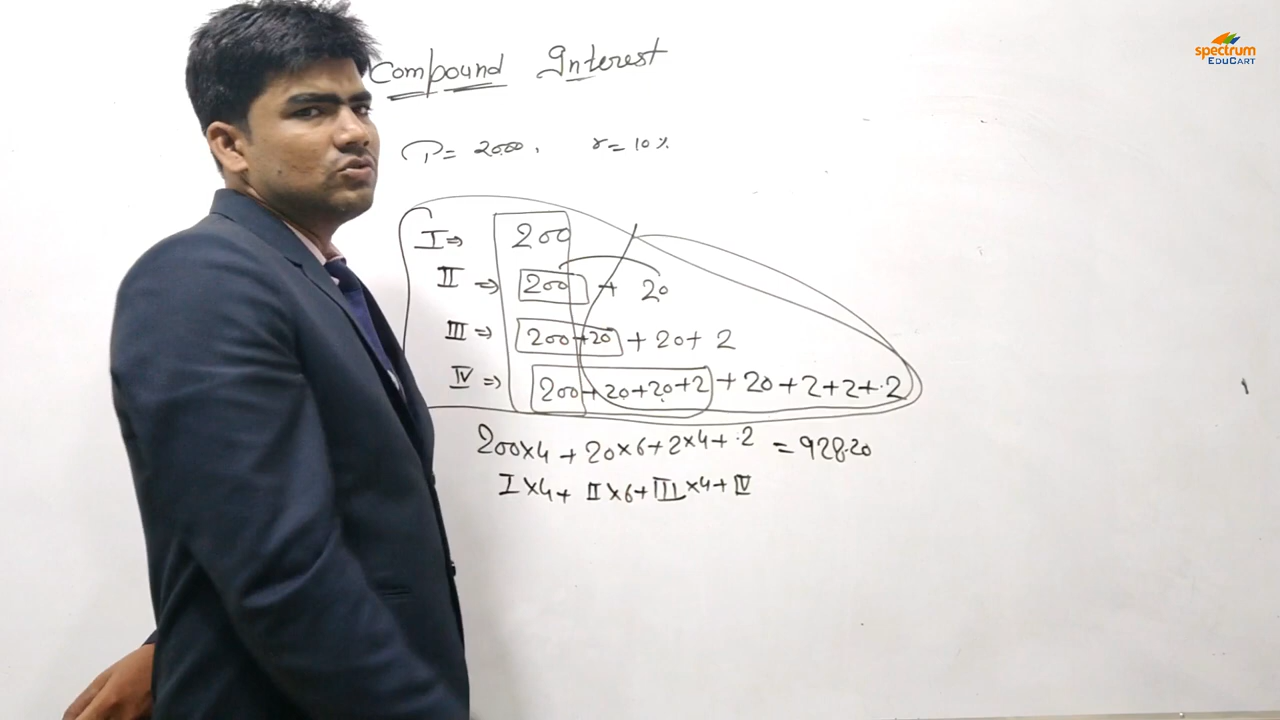 spectrum
EDUCART
Compound Interest
P = 2000, r = 10%
I ⇒ 200
II ⇒ 200 + 20
III ⇒ 200+20 + 20+ 2
IV ⇒ 200+20+20+2 + 20+2+2+.2
200×4 + 20×6+2×4+.2 = 928.20
I×4+ II×6+III×4+IV